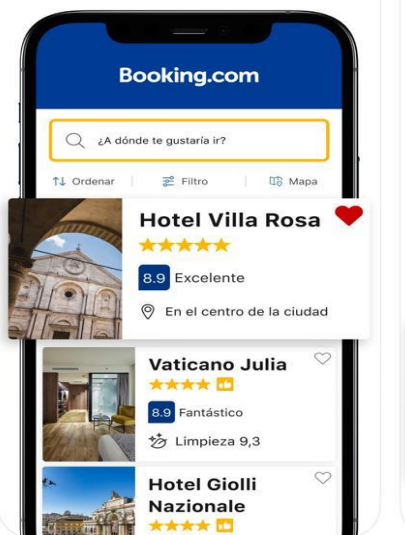 Booking.com
¿A dónde te gustaría ir?
Ordenar
Filtro
Mapa
Hotel Villa Rosa
8.9 Excelente
En el centro de la ciudad
Vaticano Julia
8.9 Fantástico
Limpieza 9,3
Hotel Giolli
Nazionale